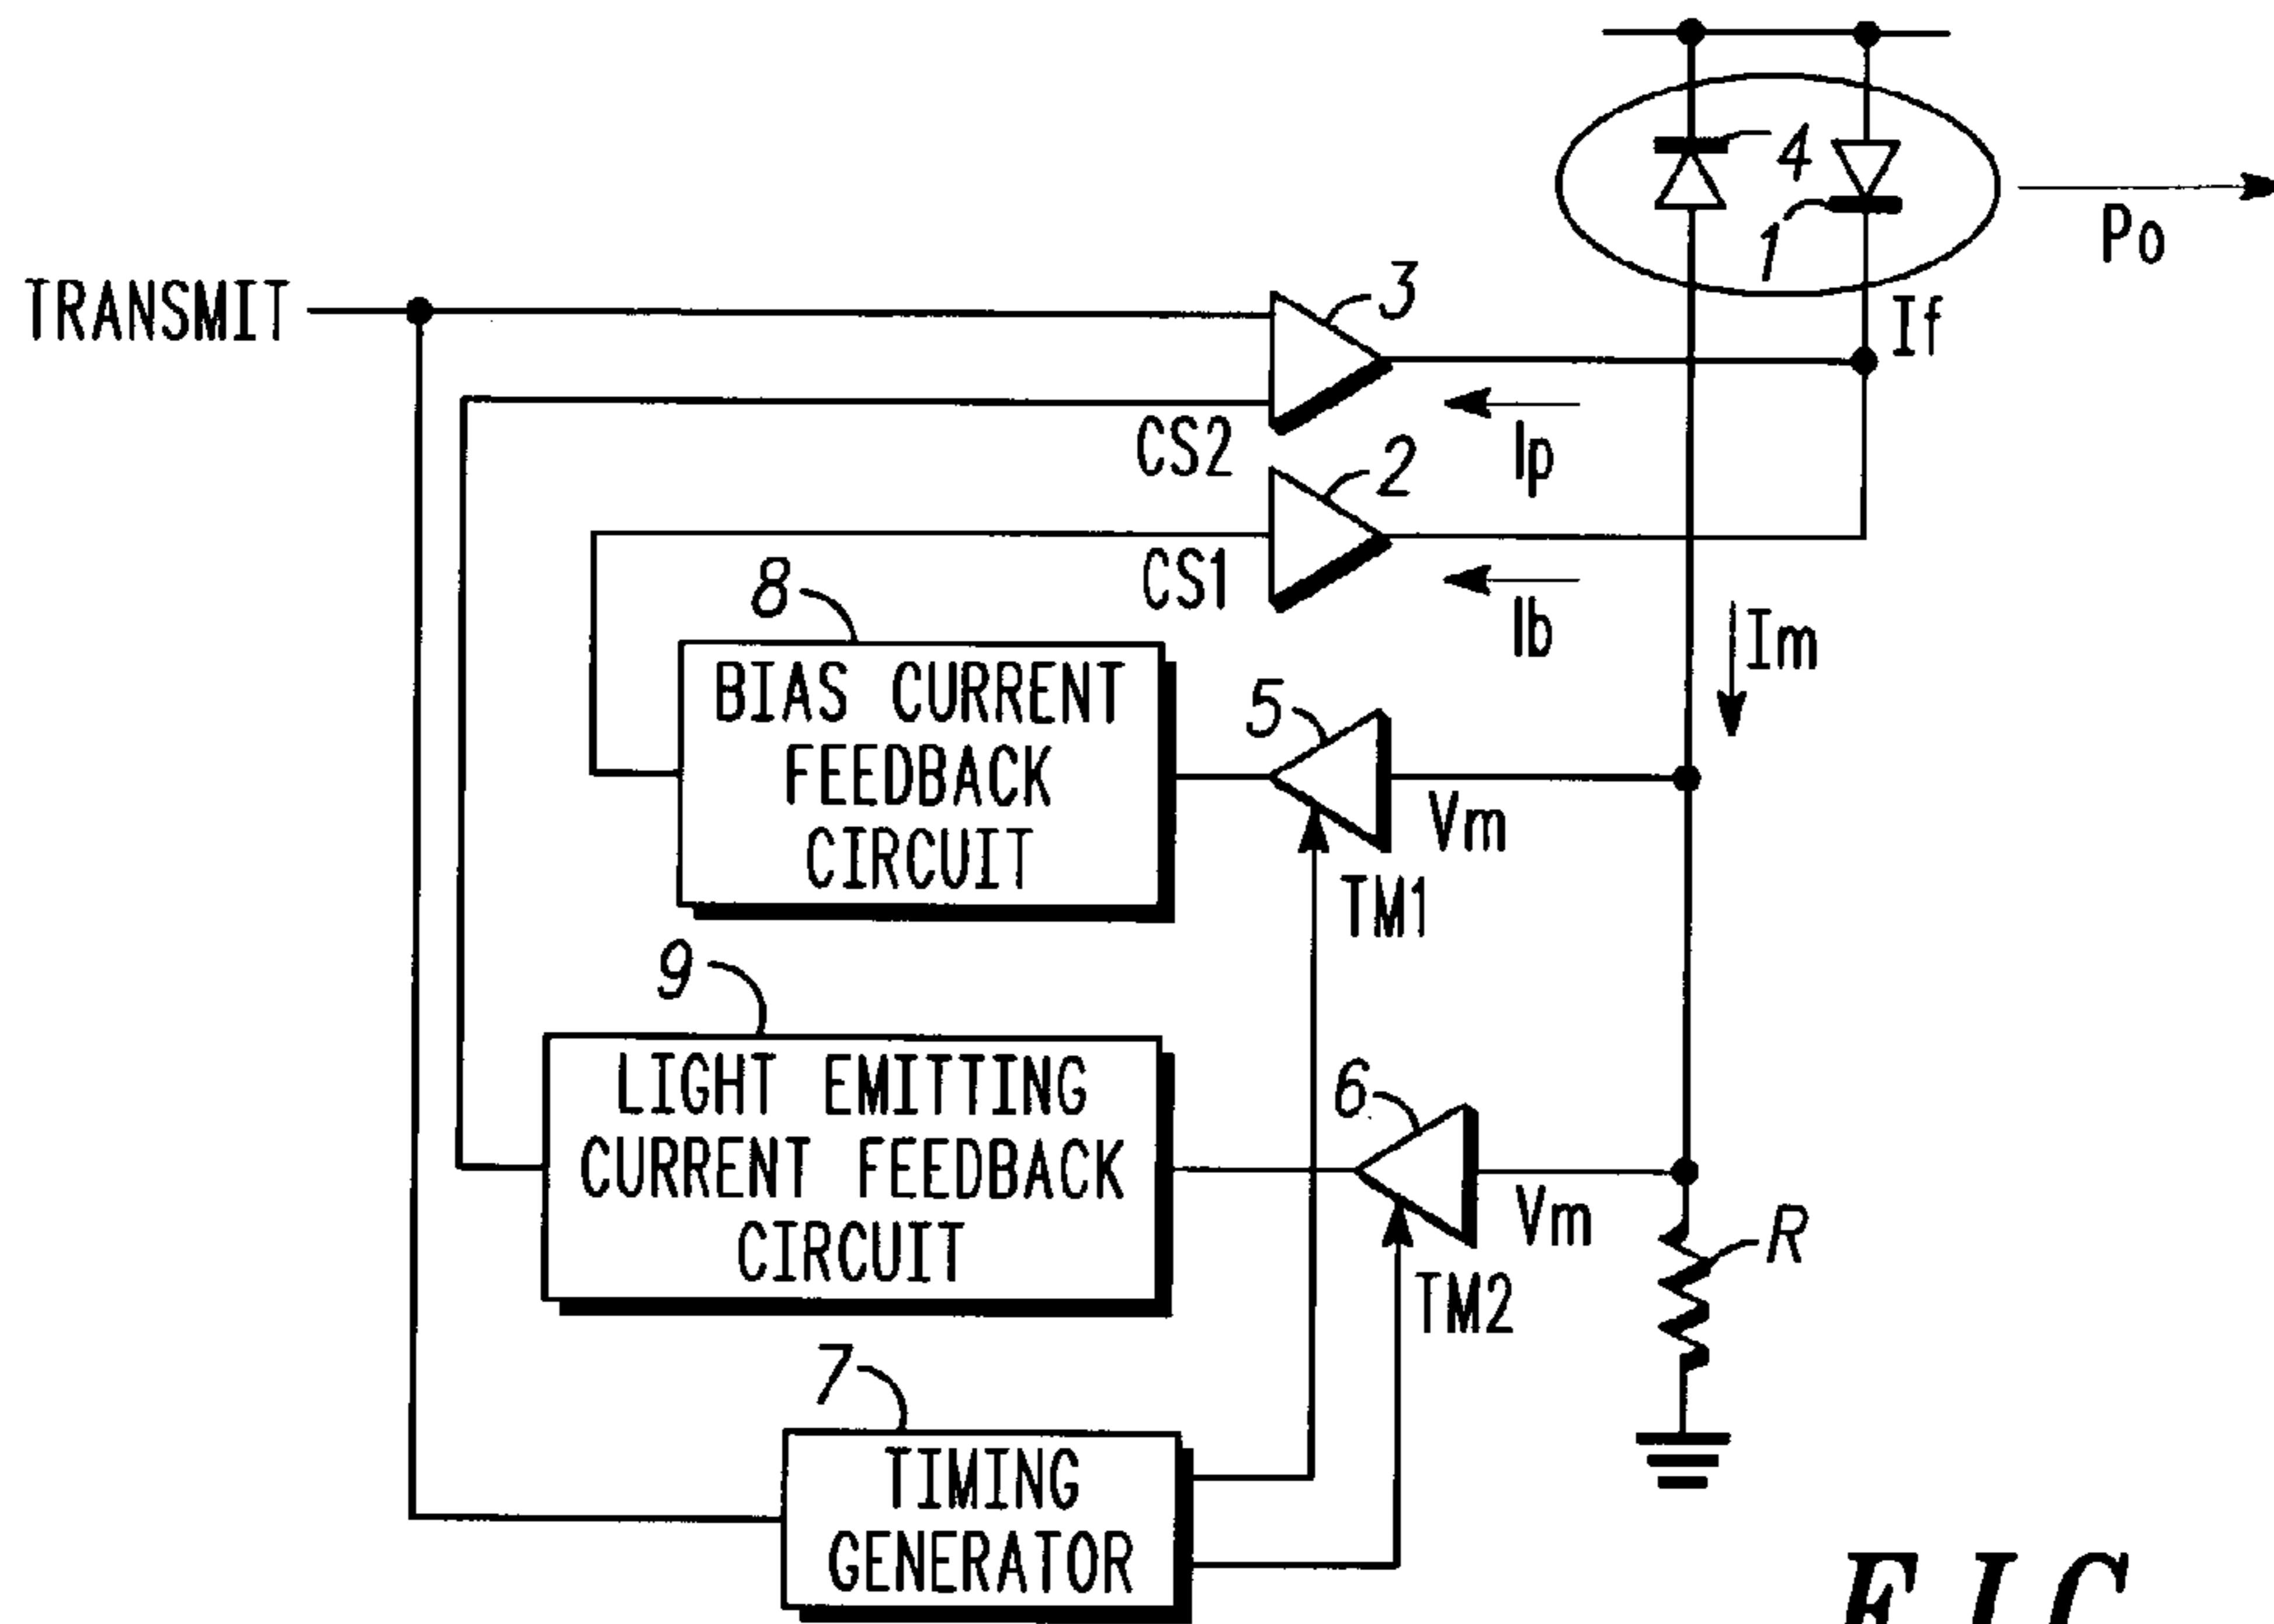 4
1
Po
TRANSMIT
3
If
CS2
Ip
2
CS1
Ib
8
Im
BIAS CURRENT
FEEDBACK
CIRCUIT
5
Vm
TM1
9
LIGHT EMITTING
CURRENT FEEDBACK
CIRCUIT
6
Vm
TM2
R
7
TIMING
GENERATOR
FIG